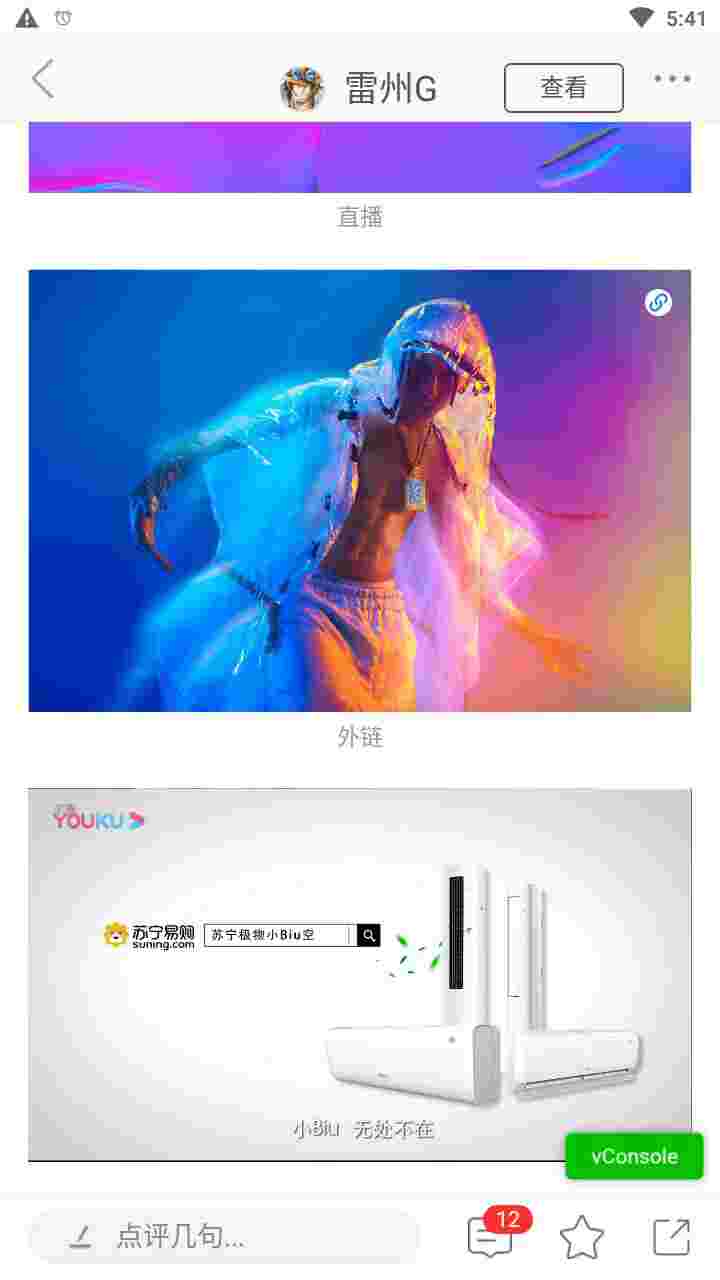 5:41
雷州G
查看
直播
外链
YOUKU
苏宁易购
suning.com
苏宁极物小Biu空
小Biu 无处不在
vConsole
点评几句...
12